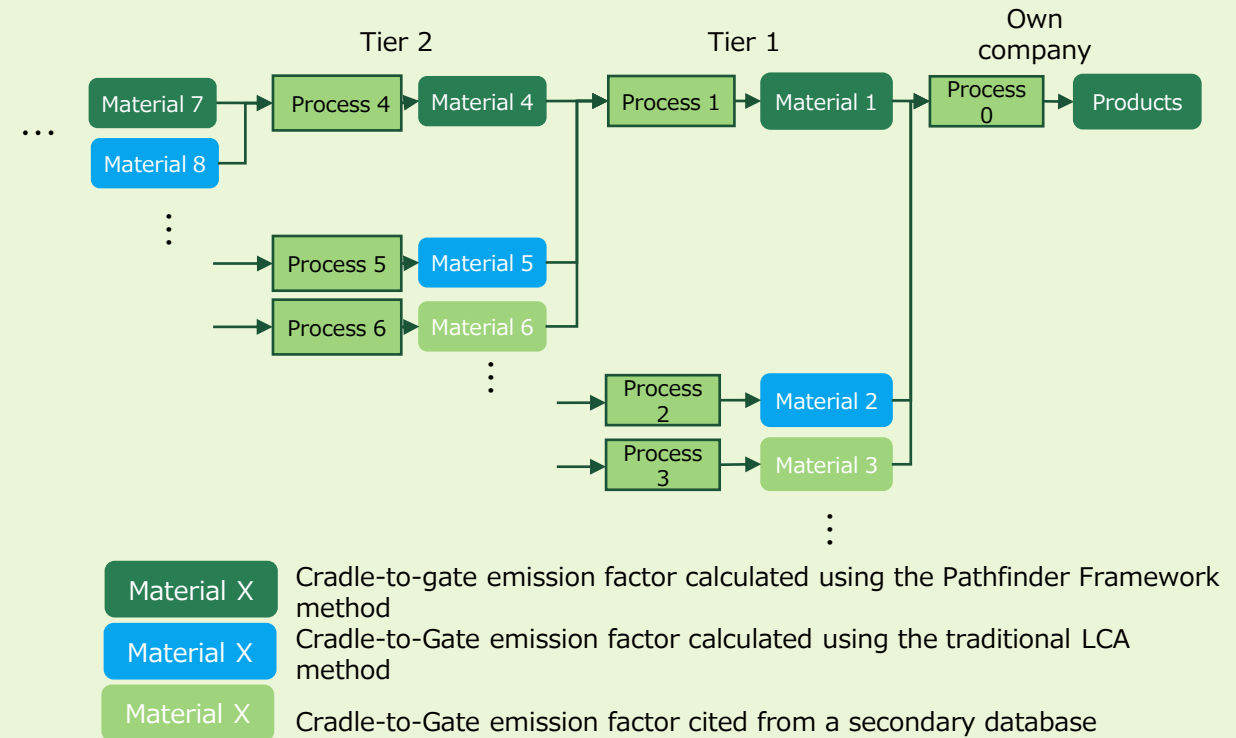 Tier 2
Tier 1
Own
company
Material 7
Process 4
Material 4
Process 1
Material 1
Process
0
Products
...
Material 8
...
Process 5
Material 5
Process 6
Material 6
...
Process
2
Material 2
Process
3
Material 3
...
Material X
Cradle-to-gate emission factor calculated using the Pathfinder Framework
method
Material X
Cradle-to-Gate emission factor calculated using the traditional LCA
method
Material X
Cradle-to-Gate emission factor cited from a secondary database